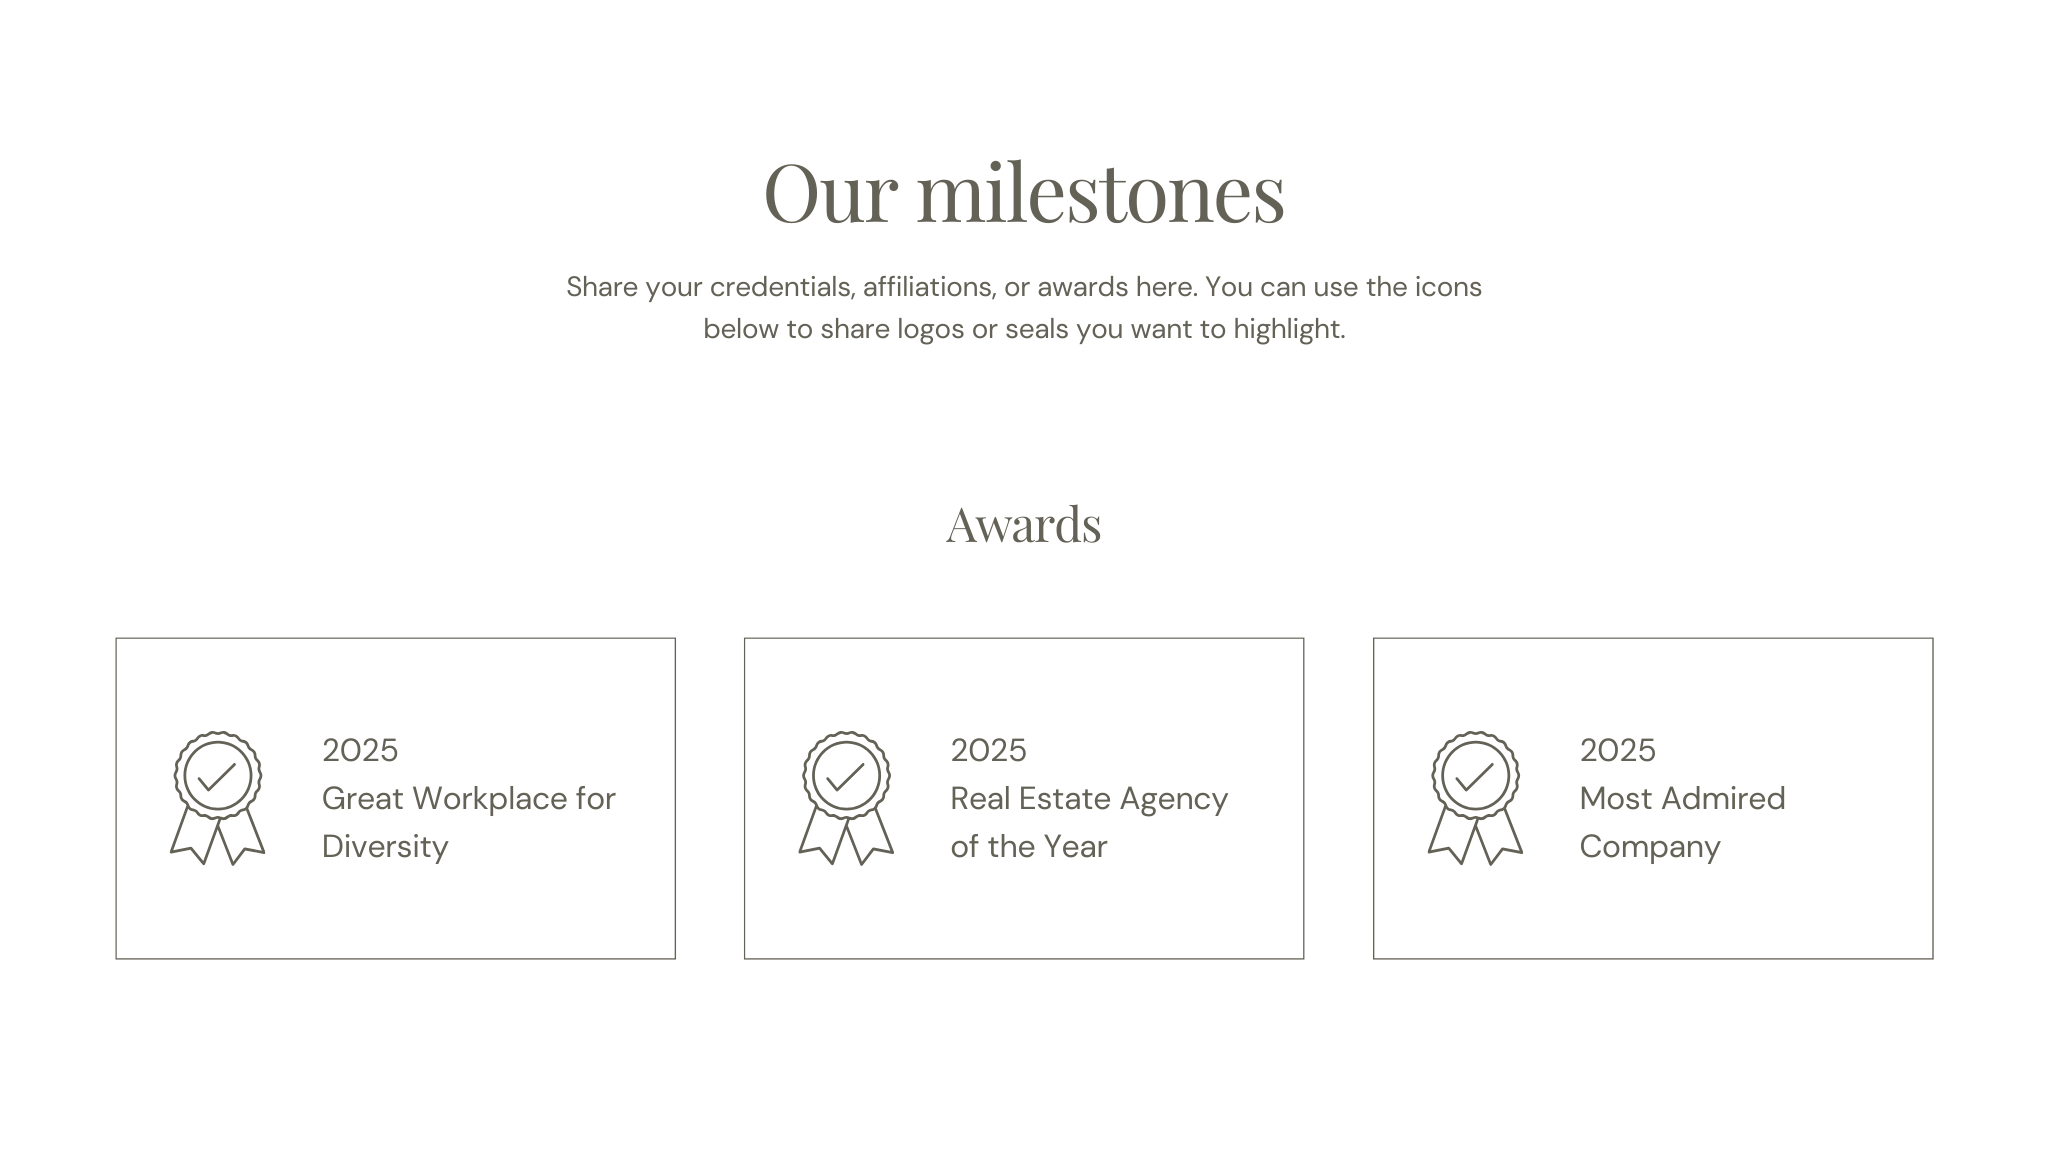 Our milestones
Share your credentials, affiliations, or awards here. You can use the icons
below to share logos or seals you want to highlight.
Awards
2025
Great Workplace for
Diversity
2025
Real Estate Agency
of the Year
2025
Most Admired
Company